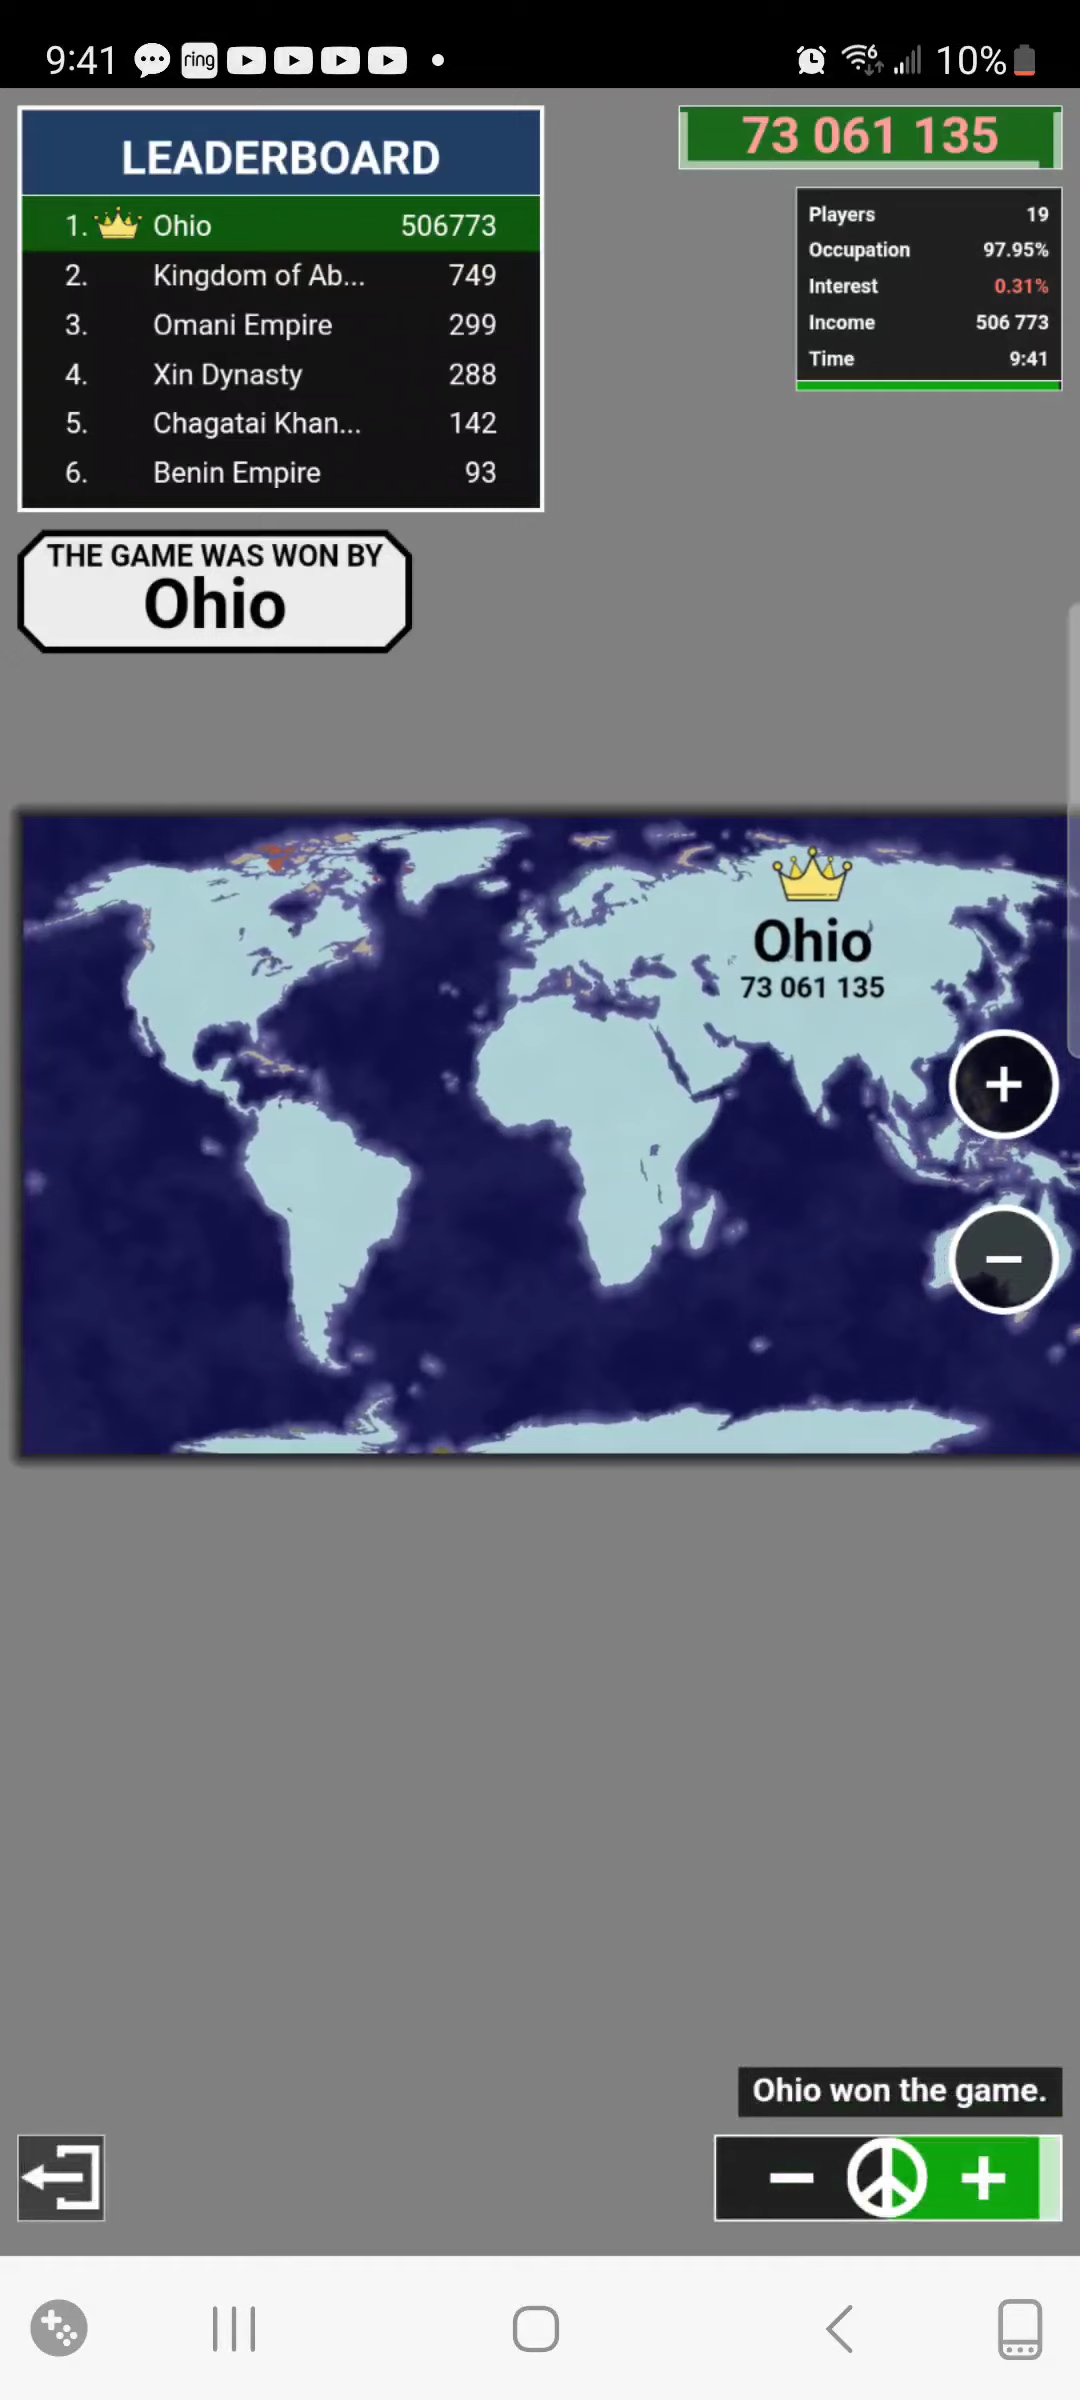 9:41 ring 10%
LEADERBOARD
1. Ohio 506773
2. Kingdom of Ab... 749
3. Omani Empire 299
4. Xin Dynasty 288
5. Chagatai Khan... 142
6. Benin Empire 93
73 061 135
Players 19
Occupation 97.95%
Interest 0.31%
Income 506 773
Time 9:41
THE GAME WAS WON BY
Ohio
Ohio
73 061 135
+
−
Ohio won the game.
− +